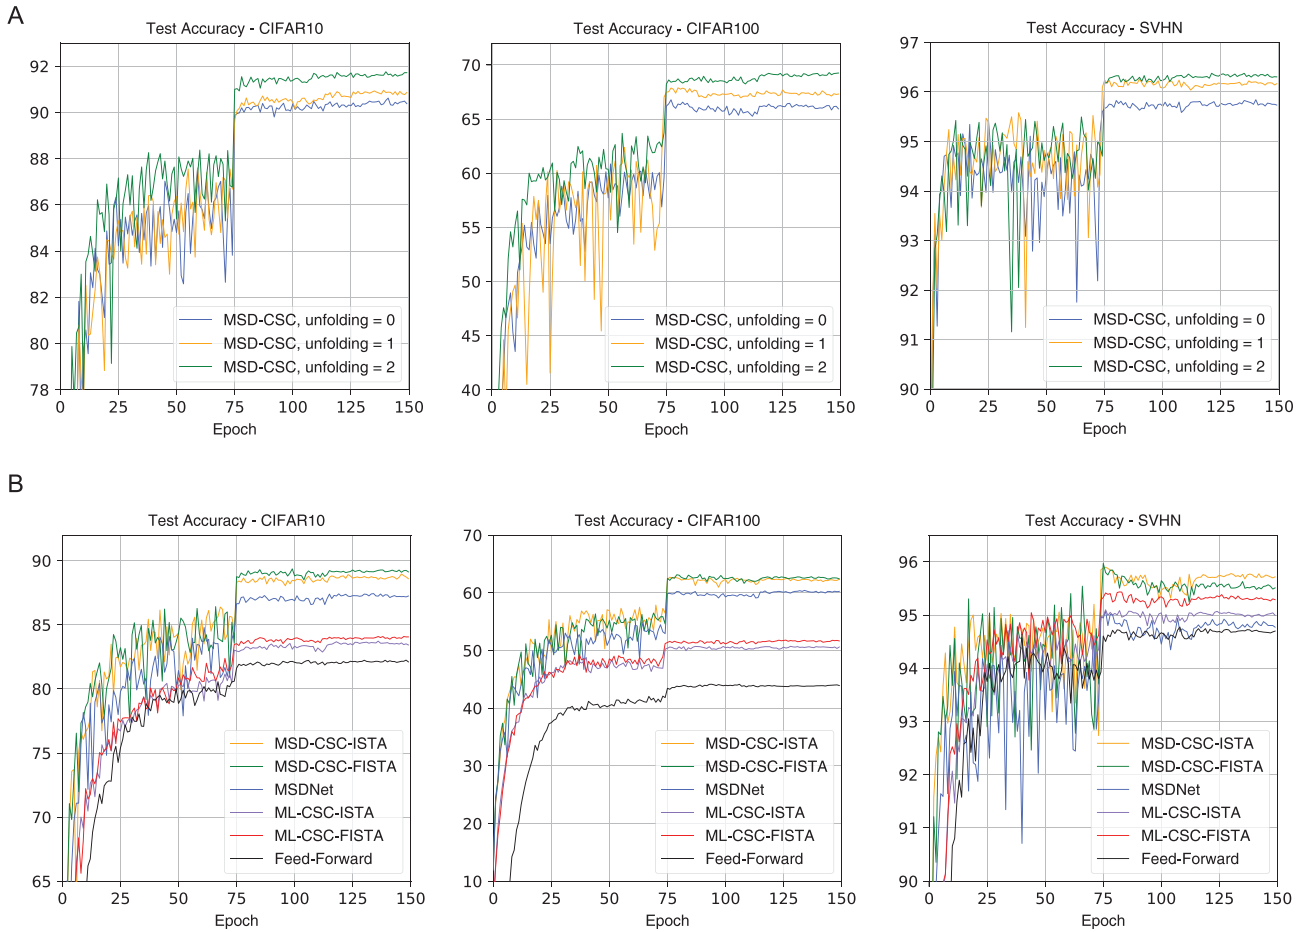 A
Test Accuracy - CIFAR10
92
90
88
86
84
82
80
78
0 25 50 75 100 125 150
Epoch
MSD-CSC, unfolding = 0
MSD-CSC, unfolding = 1
MSD-CSC, unfolding = 2
Test Accuracy - CIFAR100
70
65
60
55
50
45
40
0 25 50 75 100 125 150
Epoch
MSD-CSC, unfolding = 0
MSD-CSC, unfolding = 1
MSD-CSC, unfolding = 2
Test Accuracy - SVHN
97
96
95
94
93
92
91
90
0 25 50 75 100 125 150
Epoch
MSD-CSC, unfolding = 0
MSD-CSC, unfolding = 1
MSD-CSC, unfolding = 2
B
Test Accuracy - CIFAR10
90
85
80
75
70
65
0 25 50 75 100 125 150
Epoch
MSD-CSC-ISTA
MSD-CSC-FISTA
MSDNet
ML-CSC-ISTA
ML-CSC-FISTA
Feed-Forward
Test Accuracy - CIFAR100
70
60
50
40
30
20
10
0 25 50 75 100 125 150
Epoch
MSD-CSC-ISTA
MSD-CSC-FISTA
MSDNet
ML-CSC-ISTA
ML-CSC-FISTA
Feed-Forward
Test Accuracy - SVHN
96
95
94
93
92
91
90
0 25 50 75 100 125 150
Epoch
MSD-CSC-ISTA
MSD-CSC-FISTA
MSDNet
ML-CSC-ISTA
ML-CSC-FISTA
Feed-Forward